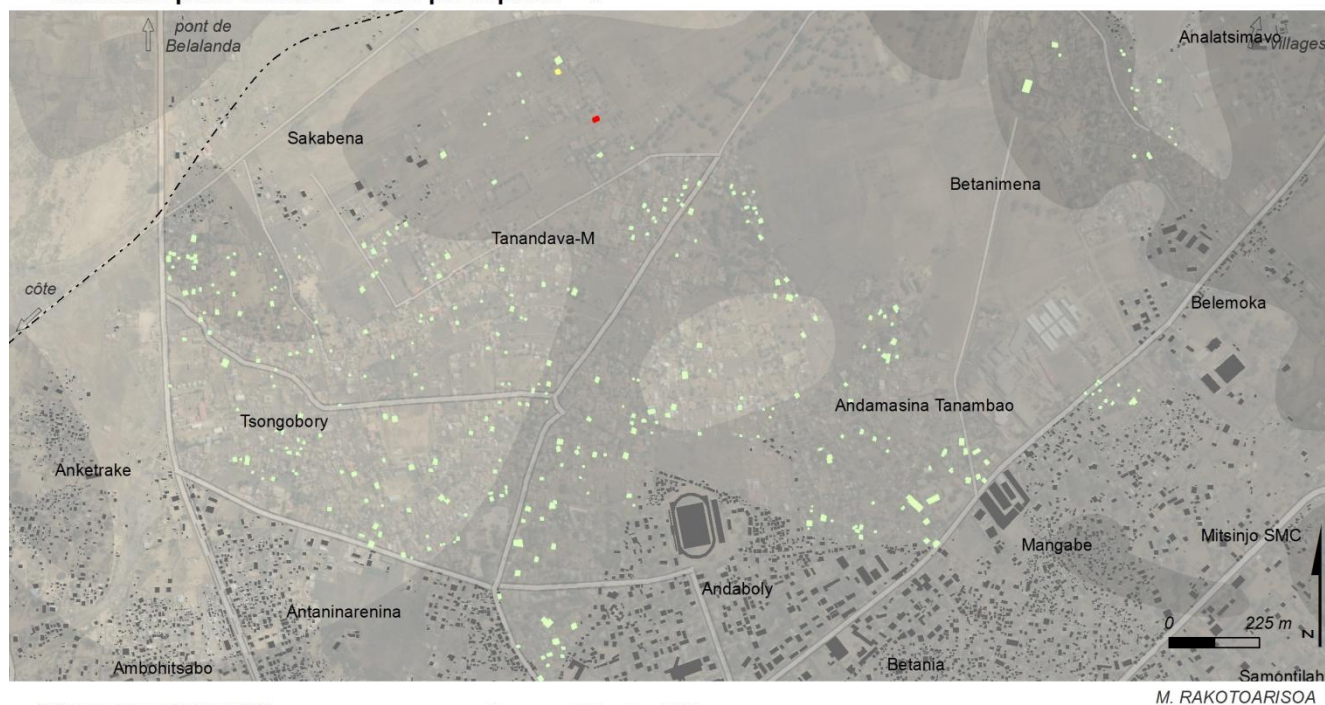 pont de
Belalanda
Analatsimavo
villages
Sakabena
Betanimena
Tanandava-M
côte
Belemoka
Tsongobory
Andamasina Tanambao
Anketrake
Mitsinjo SMC
Mangabe
Andaboly
Antaninarenina
0 225 m
Betania
Ambohitsabo
N
M. RAKOTOARISOA